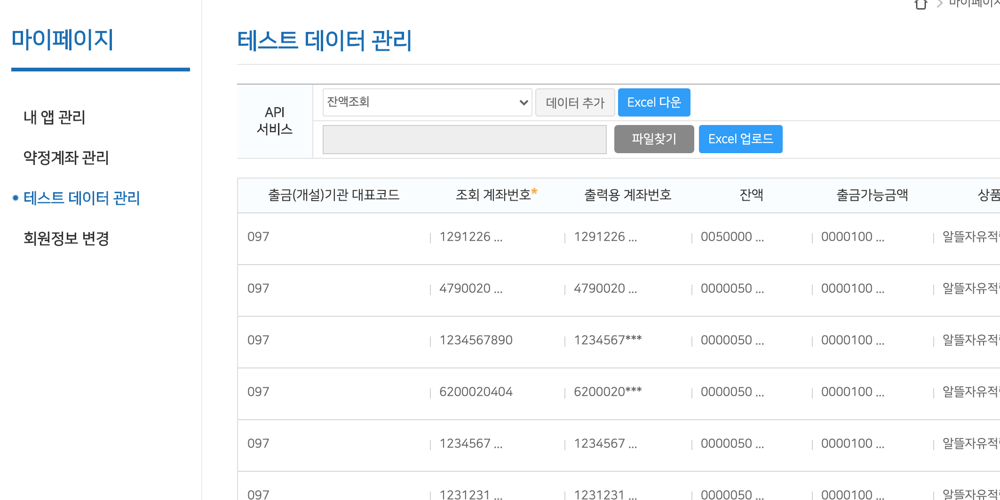 마이페이지
마이페이지
내 앱 관리
약정계좌 관리
테스트 데이터 관리
회원정보 변경
테스트 데이터 관리
API
서비스
잔액조회 데이터 추가 Excel 다운
파일찾기 Excel 업로드
출금(개설)기관 대표코드 조회 계좌번호* 출력용 계좌번호 잔액 출금가능금액 상품
097 1291226 ... 1291226 ... 0050000 ... 0000100 ... 알뜰자유적
097 4790020 ... 4790020 ... 0000050 ... 0000100 ... 알뜰자유적
097 1234567890 1234567*** 0000050 ... 0000100 ... 알뜰자유적
097 6200020404 6200020*** 0000050 ... 0000100 ... 알뜰자유적
097 1234567 ... 1234567 ... 0000050 ... 0000100 ... 알뜰자유적
097 1231231 ... 1231231 ... 0000050 ... 0000100 ... 알뜰자유적